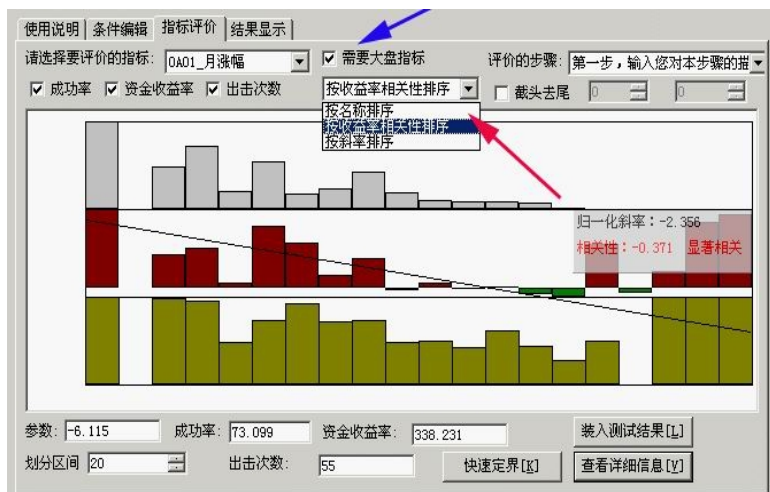 使用说明 条件编辑 指标评价 结果显示
请选择要评价的指标: 0A01_月涨幅 需要大盘指标 评价的步骤: 第一步,输入您对本步骤的描
成功率 资金收益率 出击次数 按收益率相关性排序 截头去尾 0 0
按名称排序
按收益率相关性排序
按斜率排序
归一化斜率:-2.356
相关性:-0.371 显著相关
参数: -6.115 成功率: 73.099 资金收益率: 338.231 装入测试结果[L]
划分区间 20 出击次数: 55 快速定界[K] 查看详细信息[V]